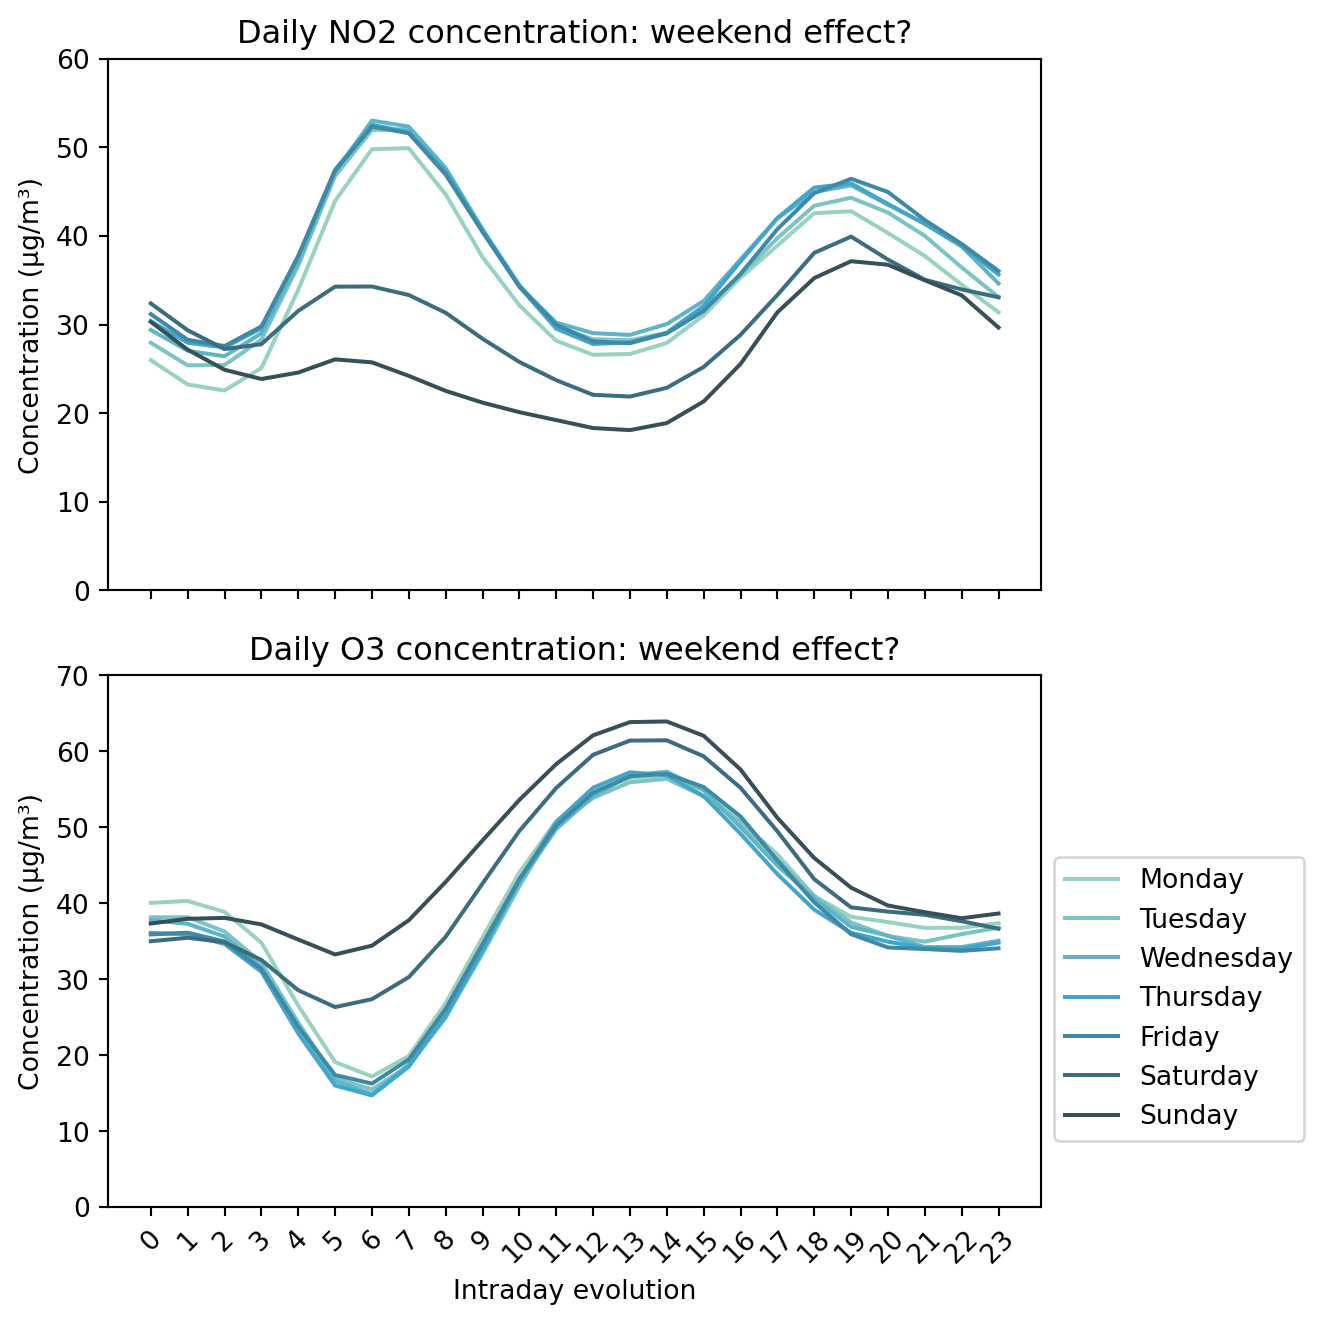 Daily NO2 concentration: weekend effect?
60
50
40
30
20
10
0
Concentration (µg/m³)
Daily O3 concentration: weekend effect?
70
60
50
40
30
20
10
0
Concentration (µg/m³)
0 1 2 3 4 5 6 7 8 9 10 11 12 13 14 15 16 17 18 19 20 21 22 23
Intraday evolution
Monday
Tuesday
Wednesday
Thursday
Friday
Saturday
Sunday